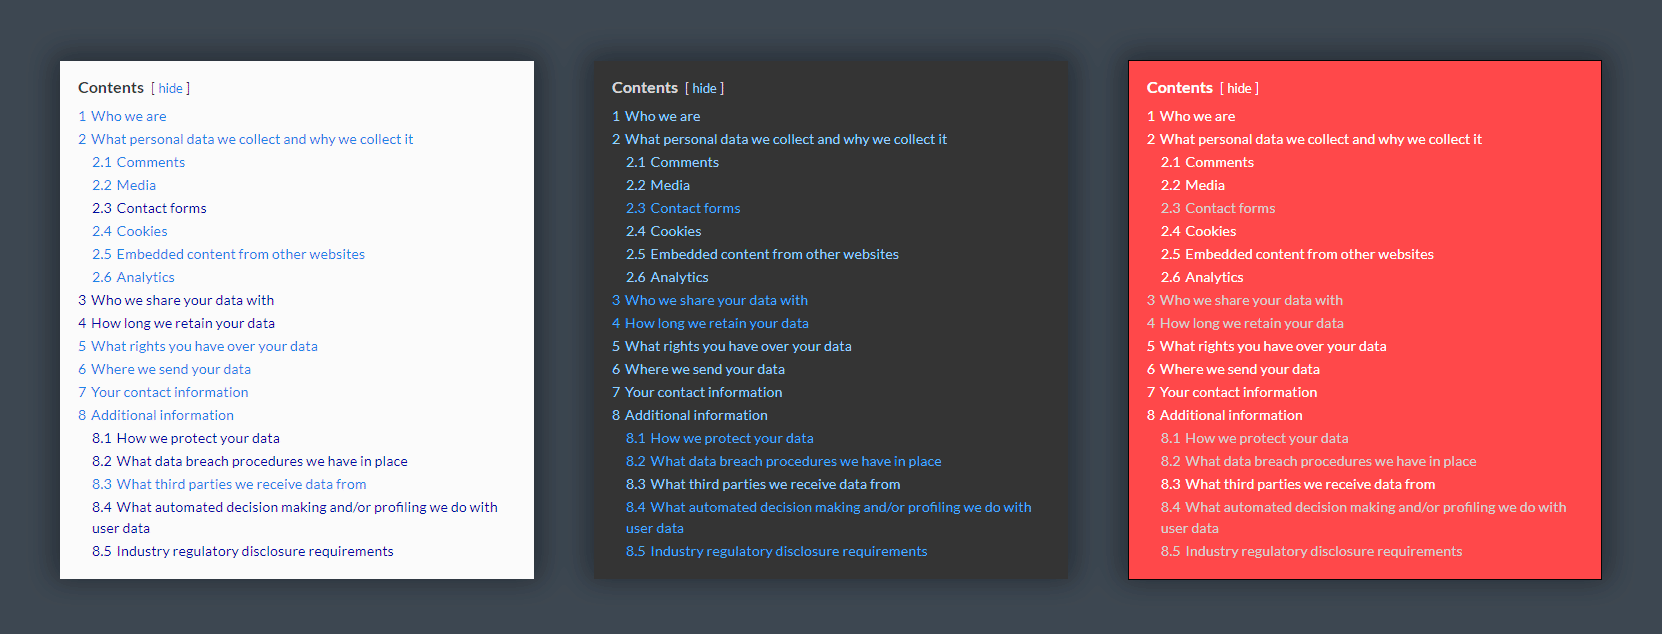 Contents [ hide ]
1 Who we are
2 What personal data we collect and why we collect it
2.1 Comments
2.2 Media
2.3 Contact forms
2.4 Cookies
2.5 Embedded content from other websites
2.6 Analytics
3 Who we share your data with
4 How long we retain your data
5 What rights you have over your data
6 Where we send your data
7 Your contact information
8 Additional information
8.1 How we protect your data
8.2 What data breach procedures we have in place
8.3 What third parties we receive data from
8.4 What automated decision making and/or profiling we do with
user data
8.5 Industry regulatory disclosure requirements
Contents [ hide ]
1 Who we are
2 What personal data we collect and why we collect it
2.1 Comments
2.2 Media
2.3 Contact forms
2.4 Cookies
2.5 Embedded content from other websites
2.6 Analytics
3 Who we share your data with
4 How long we retain your data
5 What rights you have over your data
6 Where we send your data
7 Your contact information
8 Additional information
8.1 How we protect your data
8.2 What data breach procedures we have in place
8.3 What third parties we receive data from
8.4 What automated decision making and/or profiling we do with
user data
8.5 Industry regulatory disclosure requirements
Contents [ hide ]
1 Who we are
2 What personal data we collect and why we collect it
2.1 Comments
2.2 Media
2.3 Contact forms
2.4 Cookies
2.5 Embedded content from other websites
2.6 Analytics
3 Who we share your data with
4 How long we retain your data
5 What rights you have over your data
6 Where we send your data
7 Your contact information
8 Additional information
8.1 How we protect your data
8.2 What data breach procedures we have in place
8.3 What third parties we receive data from
8.4 What automated decision making and/or profiling we do with
user data
8.5 Industry regulatory disclosure requirements